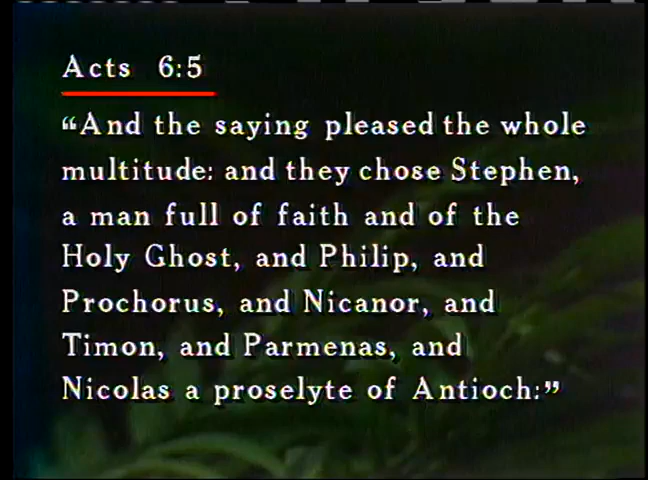 Acts 6:5
“And the saying pleased the whole
multitude: and they chose Stephen,
a man full of faith and of the
Holy Ghost, and Philip, and
Prochorus, and Nicanor, and
Timon, and Parmenas, and
Nicolas a proselyte of Antioch:”